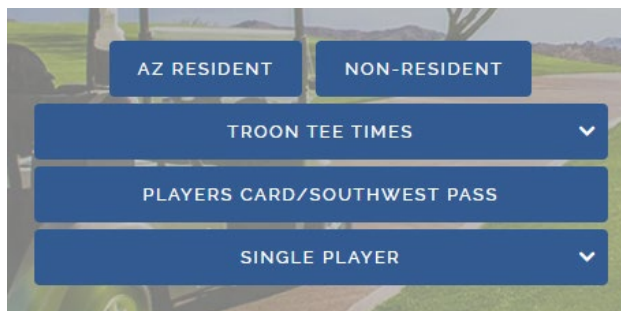 AZ RESIDENT NON-RESIDENT
TROON TEE TIMES
PLAYERS CARD/SOUTHWEST PASS
SINGLE PLAYER